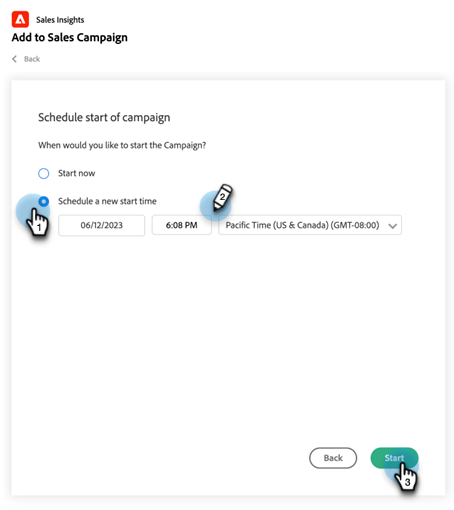 Sales Insights
Add to Sales Campaign
Back
Schedule start of campaign
When would you like to start the Campaign?
Start now
Schedule a new start time
1
2
06/12/2023 6:08 PM Pacific Time (US & Canada) (GMT-08:00)
Back Start
3